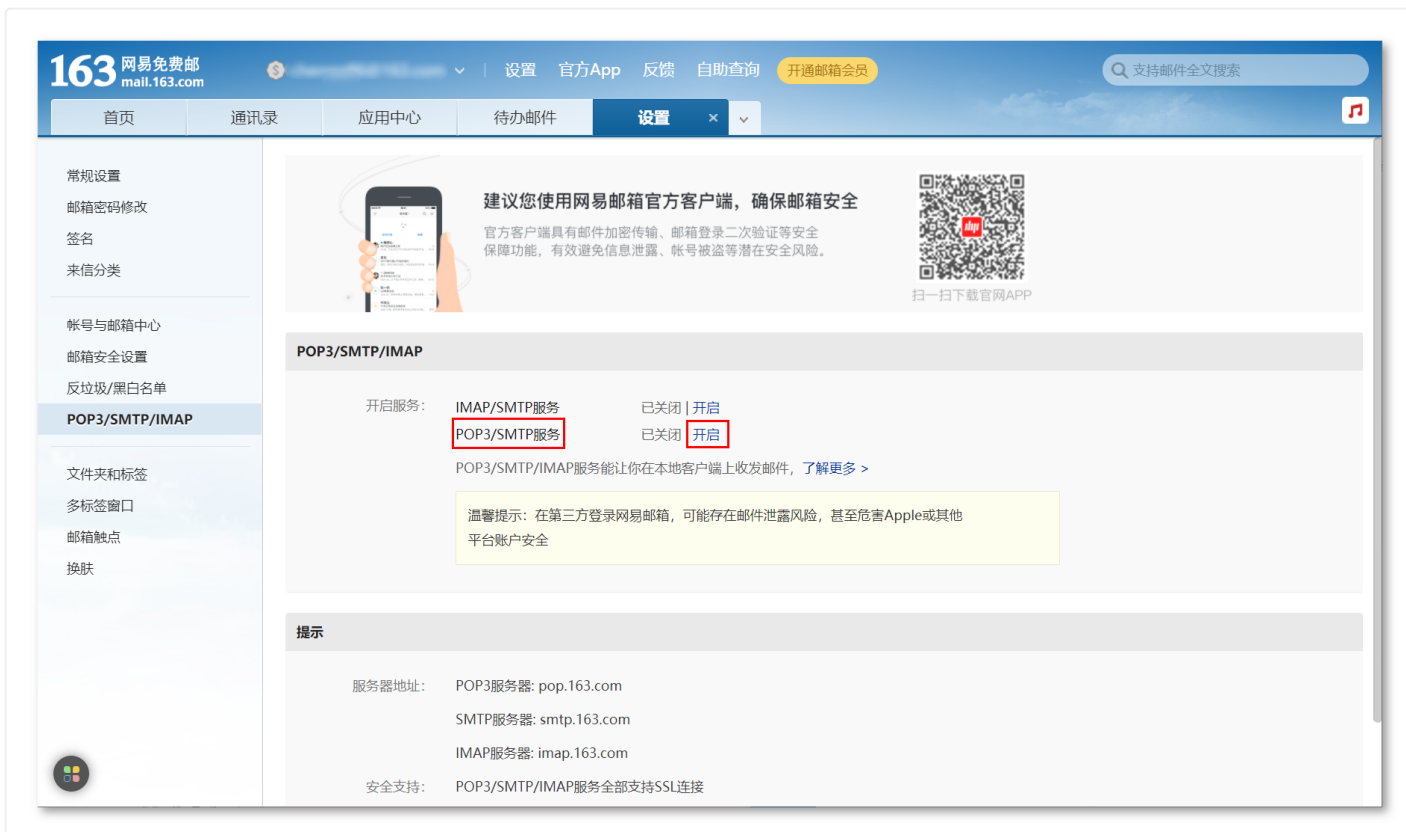 163 网易免费邮
mail.163.com
设置 官方App 反馈 自助查询 开通邮箱会员
支持邮件全文搜索
首页 通讯录 应用中心 待办邮件 设置
常规设置
邮箱密码修改
签名
来信分类
帐号与邮箱中心
邮箱安全设置
反垃圾/黑白名单
POP3/SMTP/IMAP
文件夹和标签
多标签窗口
邮箱触点
换肤
建议您使用网易邮箱官方客户端，确保邮箱安全
官方客户端具有邮件加密传输、邮箱登录二次验证等安全
保障功能，有效避免信息泄露、帐号被盗等潜在安全风险。
扫一扫下载官网APP
POP3/SMTP/IMAP
开启服务: IMAP/SMTP服务 已关闭 | 开启
POP3/SMTP服务 已关闭 开启
POP3/SMTP/IMAP服务能让你在本地客户端上收发邮件，了解更多 >
温馨提示：在第三方登录网易邮箱，可能存在邮件泄露风险，甚至危害Apple或其他
平台账户安全
提示
服务器地址: POP3服务器: pop.163.com
SMTP服务器: smtp.163.com
IMAP服务器: imap.163.com
安全支持: POP3/SMTP/IMAP服务全部支持SSL连接